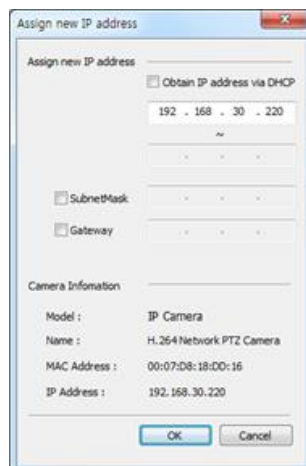 Assign new IP address
Assign new IP address
Obtain IP address via DHCP
192 . 168 . 30 . 220
~
. . .
SubnetMask . . .
Gateway . . .
Camera Infomation
Model : IP Camera
Name : H.264 Network PTZ Camera
MAC Address : 00:07:D8:18:DD:16
IP Address : 192.168.30.220
OK Cancel